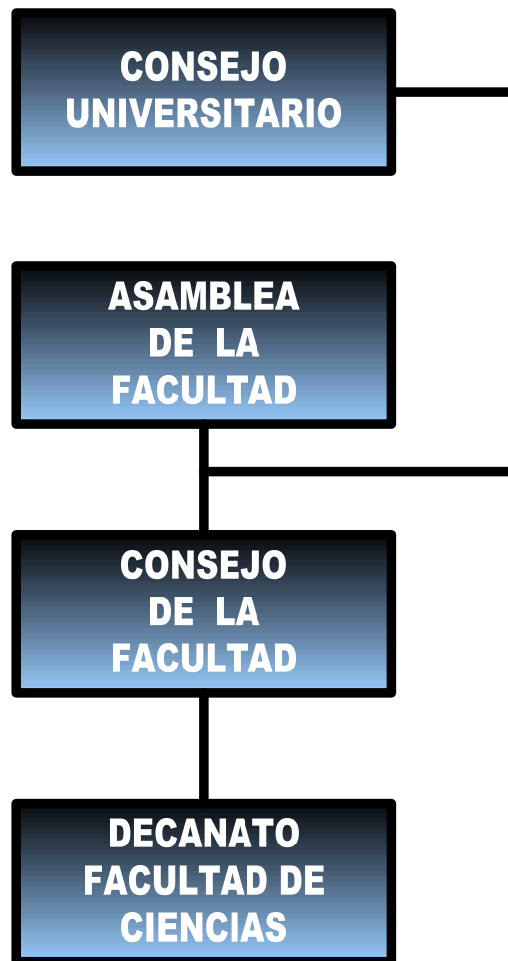 CONSEJO
UNIVERSITARIO
ASAMBLEA
DE LA
FACULTAD
CONSEJO
DE LA
FACULTAD
DECANATO
FACULTAD DE
CIENCIAS